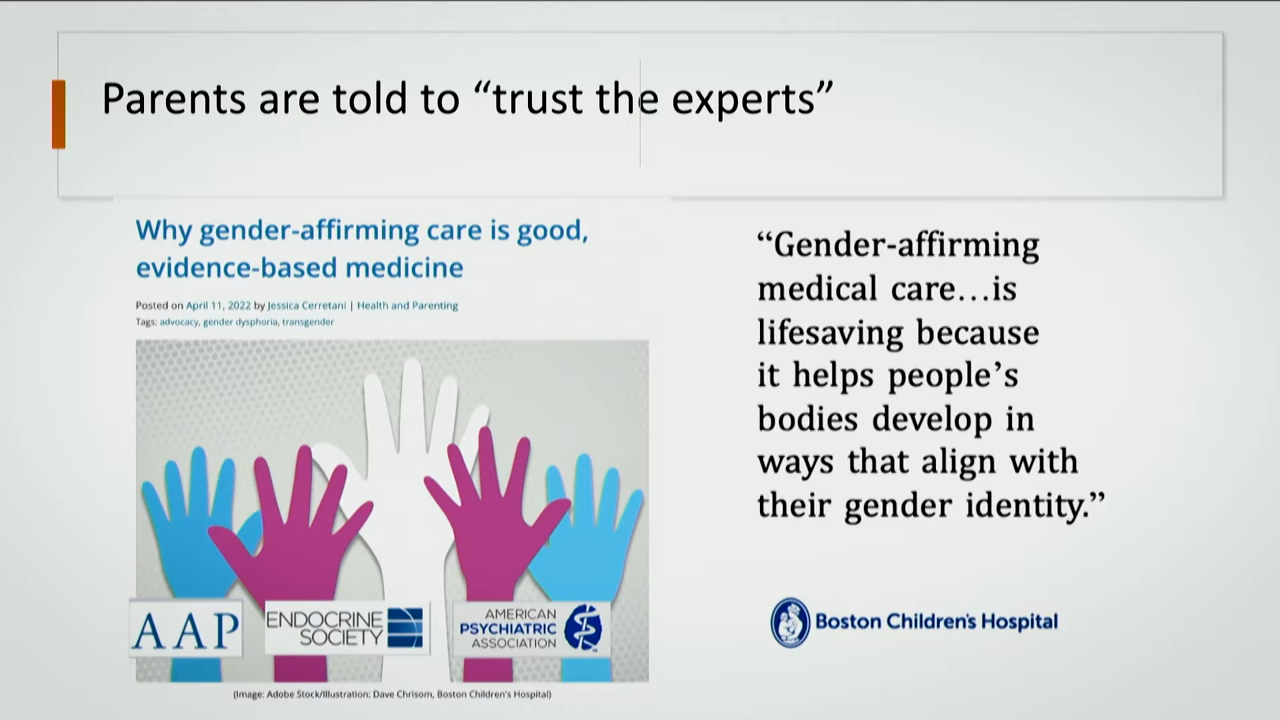 Parents are told to “trust the experts”
Why gender-affirming care is good,
evidence-based medicine
Posted on April 11, 2022 by Jessica Cerretani | Health and Parenting
Tags: advocacy, gender dysphoria, transgender
AAP
ENDOCRINE
SOCIETY
AMERICAN
PSYCHIATRIC
ASSOCIATION
(Image: Adobe Stock/Illustration: Dave Chrisom, Boston Children's Hospital)
“Gender-affirming
medical care…is
lifesaving because
it helps people’s
bodies develop in
ways that align with
their gender identity.”
Boston Children's Hospital